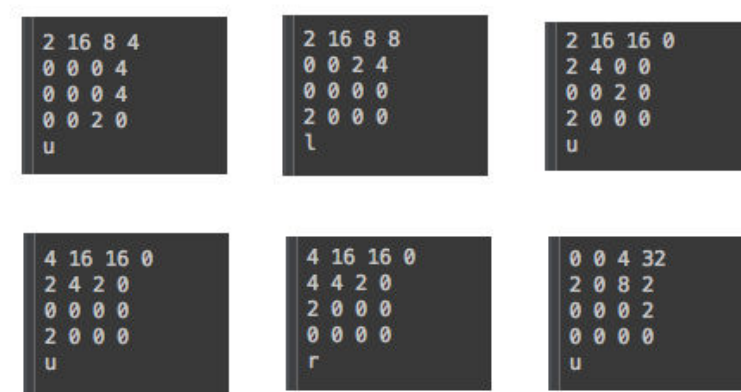 2 16 8 4
0 0 0 4
0 0 0 4
0 0 2 0
u
2 16 8 8
0 0 2 4
0 0 0 0
2 0 0 0
l
2 16 16 0
2 4 0 0
0 0 2 0
2 0 0 0
u
4 16 16 0
2 4 2 0
0 0 0 0
2 0 0 0
u
4 16 16 0
4 4 2 0
2 0 0 0
0 0 0 0
r
0 0 4 32
2 0 8 2
0 0 0 2
0 0 0 0
u